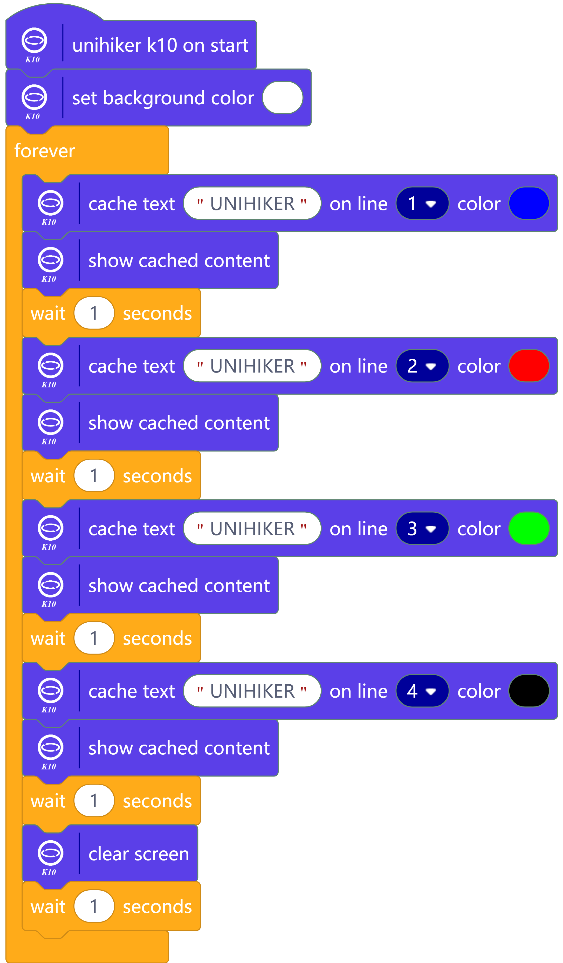 K10 unihiker k10 on start
K10 set background color
forever
K10 cache text " UNIHIKER " on line 1 color
K10 show cached content
wait 1 seconds
K10 cache text " UNIHIKER " on line 2 color
K10 show cached content
wait 1 seconds
K10 cache text " UNIHIKER " on line 3 color
K10 show cached content
wait 1 seconds
K10 cache text " UNIHIKER " on line 4 color
K10 show cached content
wait 1 seconds
K10 clear screen
wait 1 seconds